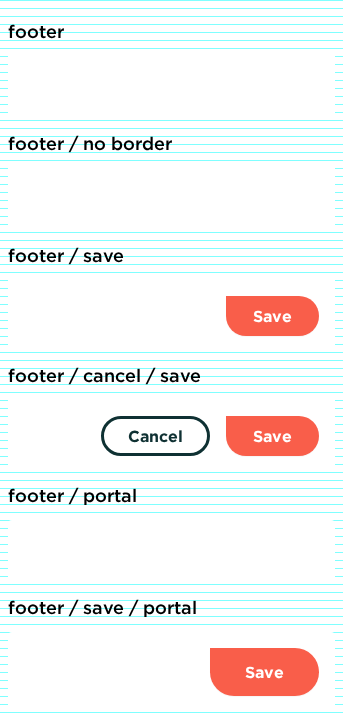 footer
footer / no border
footer / save
Save
footer / cancel / save
Cancel Save
footer / portal
footer / save / portal
Save